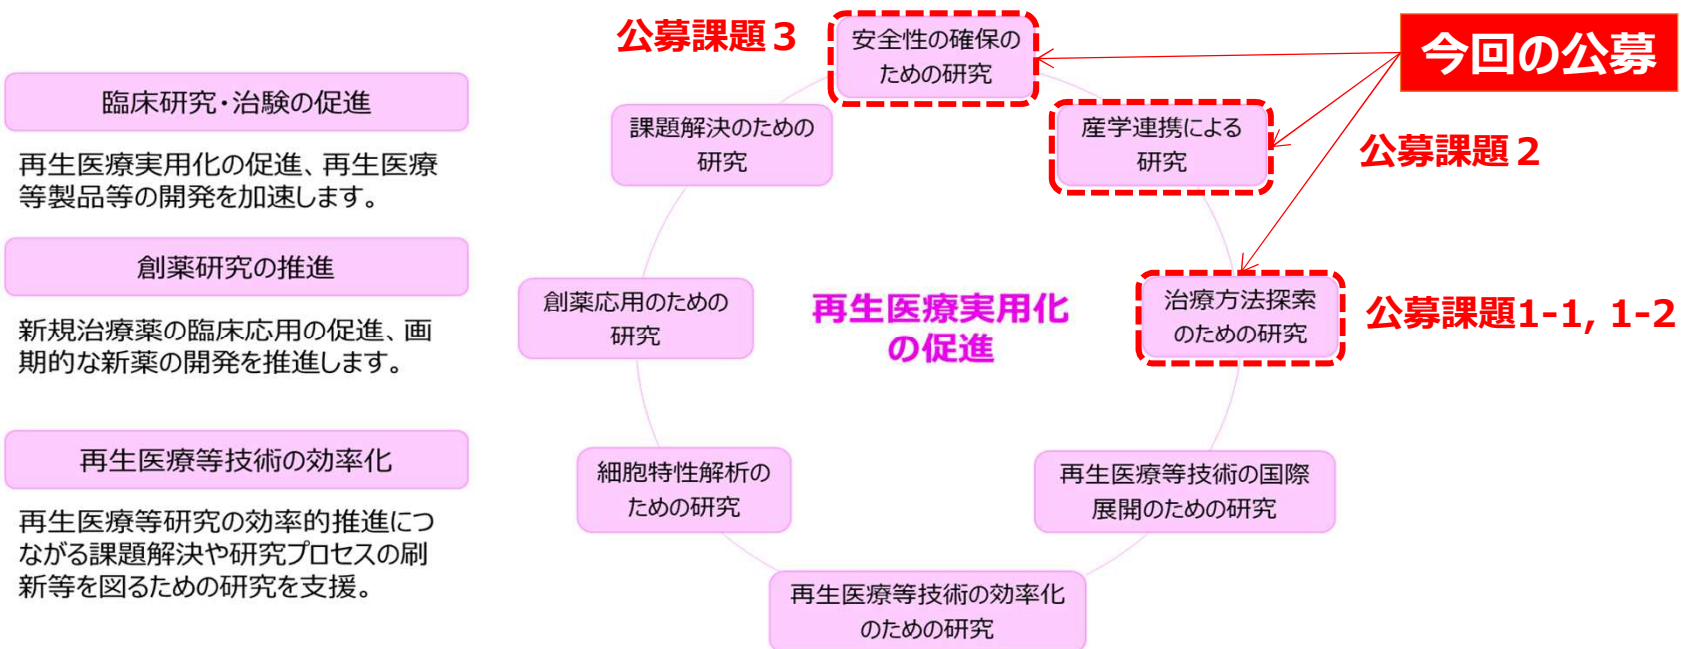 臨床研究・治験の促進
再生医療実用化の促進、再生医療
等製品等の開発を加速します。
創薬研究の推進
新規治療薬の臨床応用の促進、画
期的な新薬の開発を推進します。
再生医療等技術の効率化
再生医療等研究の効率的推進につ
ながる課題解決や研究プロセスの刷
新等を図るための研究を支援。
公募課題3
安全性の確保の
ための研究
今回の公募
課題解決のための
研究
産学連携による
研究
公募課題2
創薬応用のための
研究
再生医療実用化
の促進
治療方法探索
のための研究
公募課題1-1, 1-2
細胞特性解析の
ための研究
再生医療等技術の国際
展開のための研究
再生医療等技術の効率化
のための研究